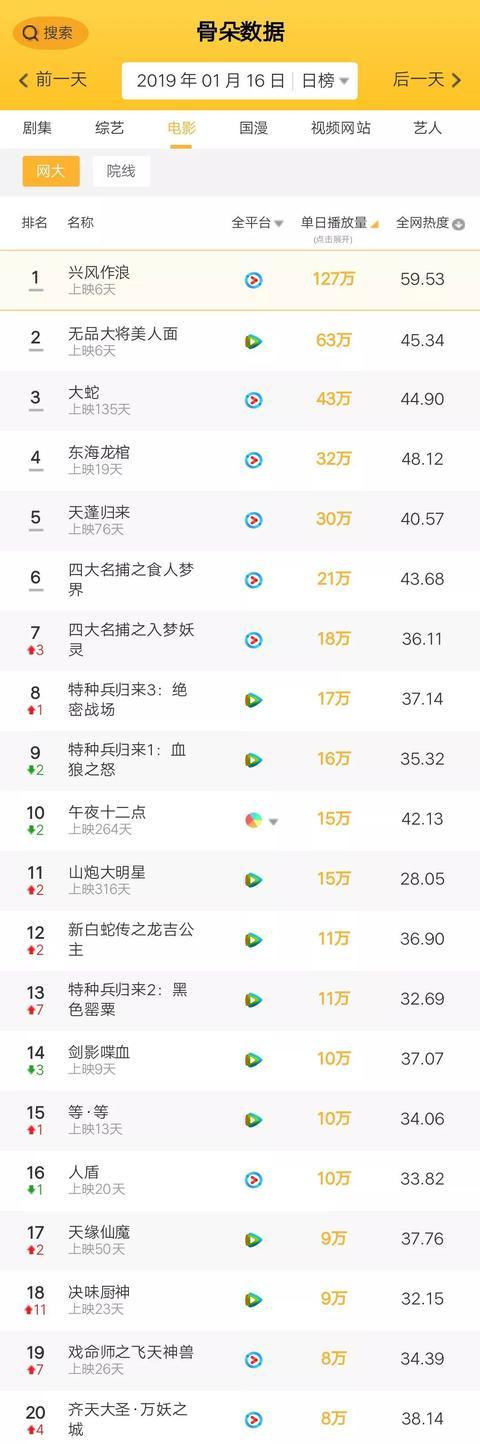 搜索 骨朵数据
前一天 2019年01月16日 日榜 后一天
剧集 综艺 电影 国漫 视频网站 艺人
网大 院线
排名 名称 全平台 单日播放量 全网热度
(点击展开)
1 兴风作浪 127万 59.53
上映6天
2 无品大将美人面 63万 45.34
上映6天
3 大蛇 43万 44.90
上映135天
4 东海龙棺 32万 48.12
上映19天
5 天蓬归来 30万 40.57
上映76天
6 四大名捕之食人梦 21万 43.68
界
7 四大名捕之入梦妖 18万 36.11
3 灵
8 特种兵归来3：绝 17万 37.14
1 密战场
9 特种兵归来1：血 16万 35.32
2 狼之怒
10 午夜十二点 15万 42.13
2 上映264天
11 山炮大明星 15万 28.05
2 上映316天
12 新白蛇传之龙吉公 11万 36.90
2 主
13 特种兵归来2：黑 11万 32.69
7 色罂粟
14 剑影喋血 10万 37.07
3 上映9天
15 等·等 10万 34.06
1 上映13天
16 人盾 10万 33.82
1 上映20天
17 天缘仙魔 9万 37.76
2 上映50天
18 决味厨神 9万 32.15
11 上映23天
19 戏命师之飞天神兽 8万 34.39
7 上映26天
20 齐天大圣·万妖之 8万 38.14
4 城